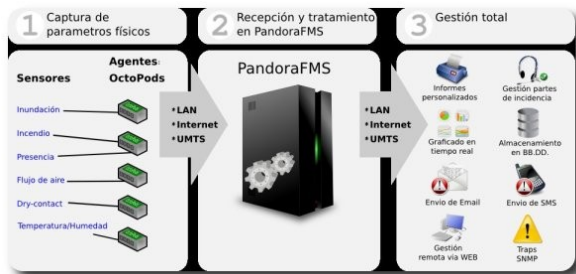 1 Captura de
parametros físicos
2 Recepción y tratamiento
en PandoraFMS
3 Gestión total
Sensores
Agentes:
OctoPods
Inundación
Incendio
Presencia
Flujo de aire
Dry-contact
Temperatura/Humedad
•LAN
•Internet
•UMTS
PandoraFMS
•LAN
•Internet
•UMTS
Informes
personalizados
Gestión partes
de incidencia
Graficado en
tiempo real
Almacenamiento
en BB.DD.
Envio de Email
Envio de SMS
Gestión
remota via WEB
Traps
SNMP